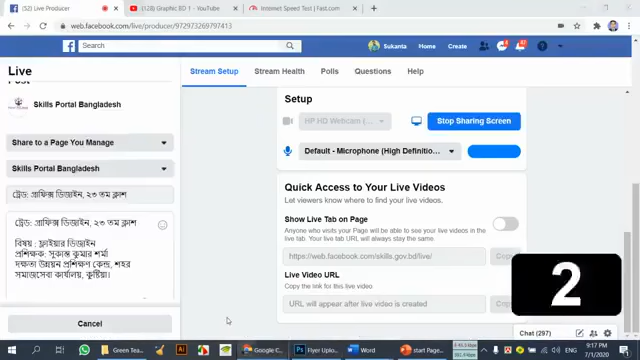 (52) Live Producer
(128) Graphic BD 1 - YouTube
Internet Speed Test | Fast.com
web.facebook.com/live/producer/972973269797413
Search
Sukanta
Home
Create
Live
Post
Skills Portal Bangladesh
Share to a Page You Manage
Skills Portal Bangladesh
ট্রেড: গ্রাফিক্স ডিজাইন, ২৩ তম ক্লাশ
ট্রেড: গ্রাফিক্স ডিজাইন, ২৩ তম ক্লাশ
বিষয় : ফ্লাইয়ার ডিজাইন
প্রশিক্ষক: সুকান্ত কুমার শর্মা
দক্ষতা উন্নয়ন প্রশিক্ষণ কেন্দ্র, শহর
সমাজসেবা কার্যালয়, কুষ্টিয়া।
Cancel
Stream Setup
Stream Health
Polls
Questions
Help
Setup
HP HD Webcam (...
Stop Sharing Screen
Default - Microphone (High Definitio...
Quick Access to Your Live Videos
Let viewers know where to find your live videos.
Show Live Tab on Page
Anyone who visits your Page will be able to see your live videos in the
live tab. Your live tab URL will always stay the same.
https://web.facebook.com/skills.gov.bd/live/
Live Video URL
Copy the link for this live video
URL will appear after live video is created
2
Chat (297)
Green Tea...
Google C...
Flyer Uplo...
Word
start Page...
ENG
9:17 PM
7/1/2020